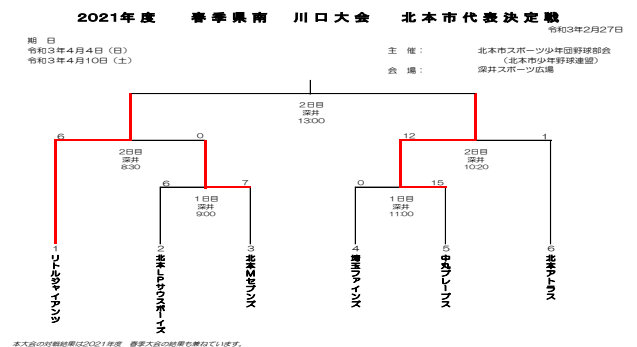 2021年度　春季県南　川口大会　北本市代表決定戦
令和3年2月27日
期　日
令和３年４月４日（日）
令和３年４月１０日（土）
主　催：　北本市スポーツ少年団野球部会
（北本市少年野球連盟）
会　場：　深井スポーツ広場
2日目
深井
13:00
6
0
12
1
2日目
深井
8:30
2日目
深井
10:20
6
7
0
15
1日目
深井
9:00
1日目
深井
11:00
1
2
3
4
5
6
リトルジャイアンツ
北本ＬＰサウスボーイズ
北本Ｍセブンズ
埼玉ファインズ
中丸ブレーブス
北本アトラス
本大会の対戦結果は2021年度　春季大会の結果も兼ねています。